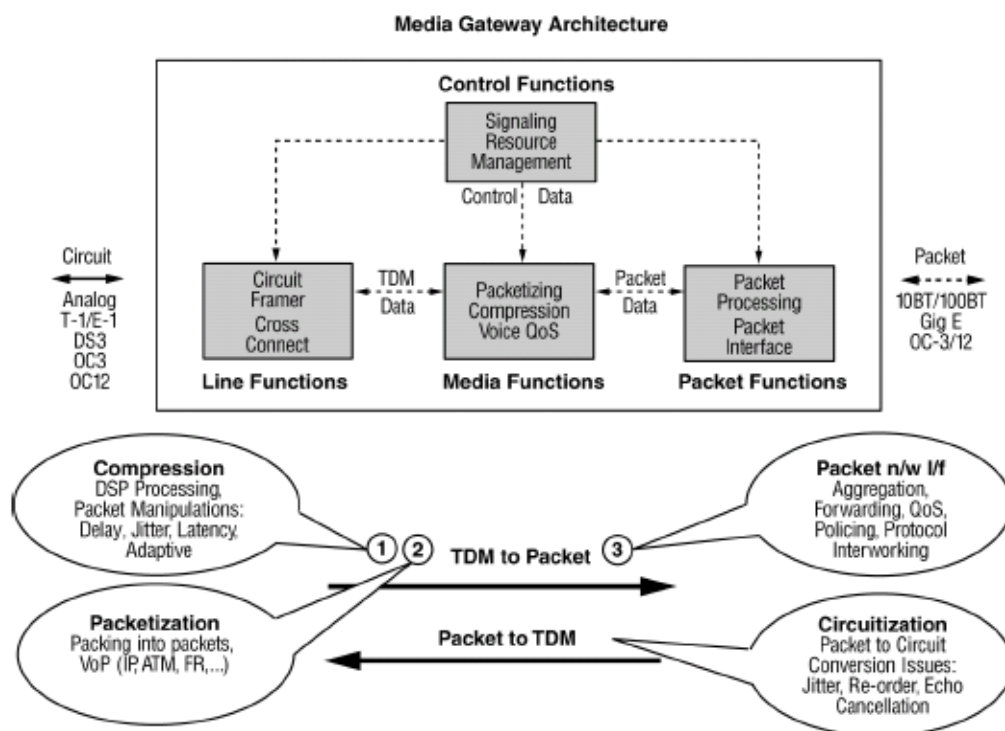 Media Gateway Architecture
Control Functions
Signaling
Resource
Management
Control Data
Circuit
Analog
T-1/E-1
DS3
OC3
OC12
Circuit
Framer
Cross
Connect
Line Functions
TDM
Data
Packetizing
Compression
Voice QoS
Media Functions
Packet
Data
Packet
Processing
Packet
Interface
Packet Functions
Packet
10BT/100BT
Gig E
OC-3/12
Compression
DSP Processing,
Packet Manipulations:
Delay, Jitter, Latency,
Adaptive
1 2 TDM to Packet 3
Packet n/w I/f
Aggregation,
Forwarding, QoS,
Policing, Protocol
Interworking
Packetization
Packing into packets,
VoP (IP, ATM, FR,...)
Packet to TDM
Circuitization
Packet to Circuit
Conversion Issues:
Jitter, Re-order, Echo
Cancellation